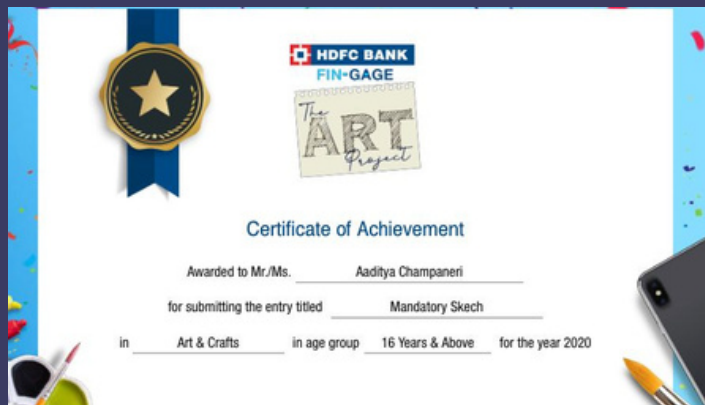 HDFC BANK
FIN-GAGE
The
ART
Project
Certificate of Achievement
Awarded to Mr./Ms. Aaditya Champaneri
for submitting the entry titled Mandatory Skech
in Art & Crafts in age group 16 Years & Above for the year 2020